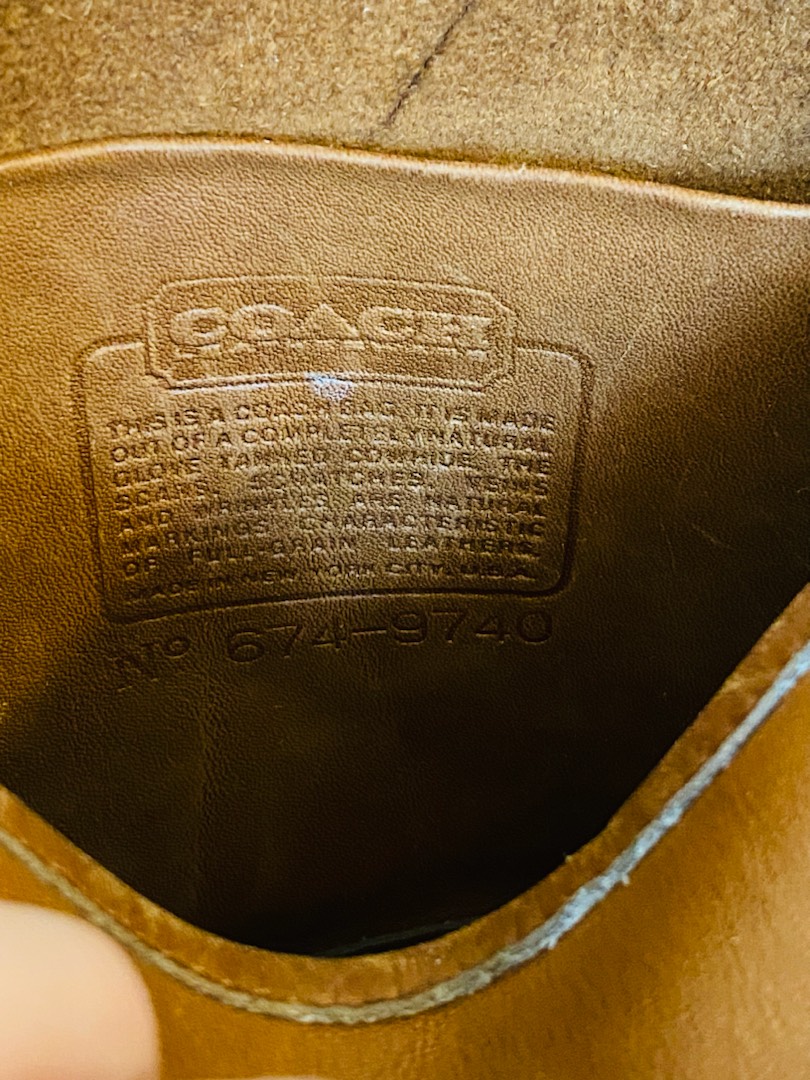 COACH
THIS IS A COACH BAG. IT IS MADE
OUT OF A COMPLETELY NATURAL
GLOVE TANNED COWHIDE. THE
SCARS, SCRATCHES, VEINS
AND WRINKLES ARE NATURAL
MARKINGS CHARACTERISTIC
OF FULL-GRAIN LEATHERS.
MADE IN NEW YORK CITY, U.S.A.
Nº 674-9740